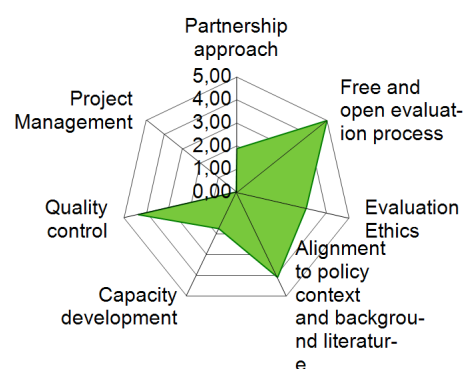 Partnership
approach
5,00
4,00
3,00
2,00
1,00
0,00
Free and
open evaluat-
ion process
Evaluation
Ethics
Alignment
to policy
context
and backgrou-
nd literatur-
e
Capacity
development
Quality
control
Project
Management